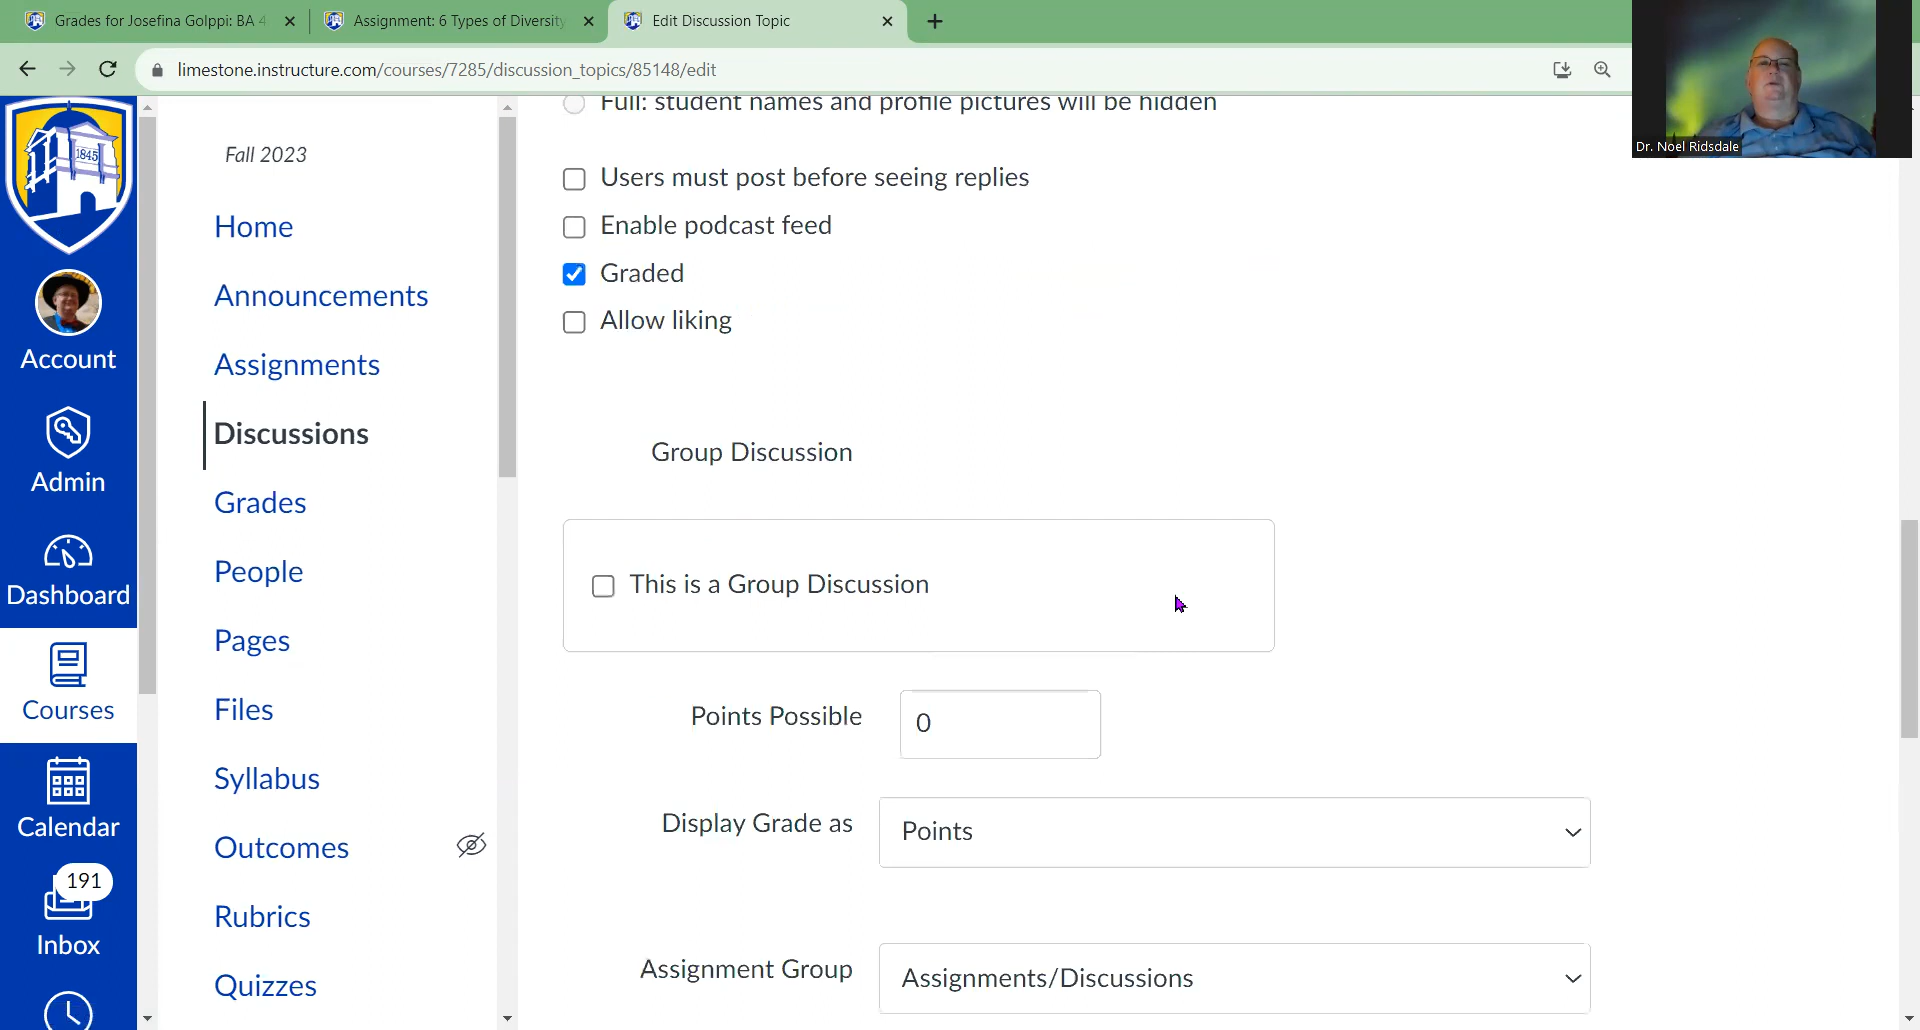 Grades for Josefina Golppi: BA 4
Assignment: 6 Types of Diversity
Edit Discussion Topic
limestone.instructure.com/courses/7285/discussion_topics/85148/edit
Dr. Noel Ridsdale
1845
Account
Admin
Dashboard
Courses
Calendar
191
Inbox
Fall 2023
Home
Announcements
Assignments
Discussions
Grades
People
Pages
Files
Syllabus
Outcomes
Rubrics
Quizzes
Full: student names and profile pictures will be hidden
Users must post before seeing replies
Enable podcast feed
Graded
Allow liking
Group Discussion
This is a Group Discussion
Points Possible 0
Display Grade as Points
Assignment Group Assignments/Discussions